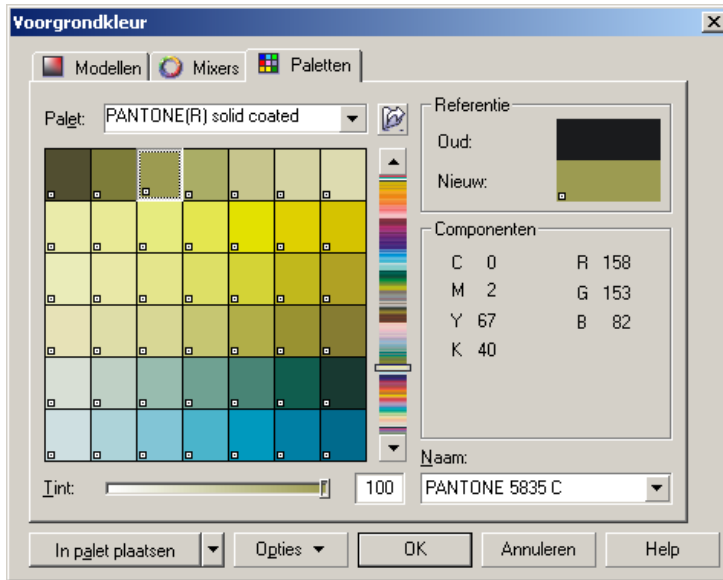 Voorgrondkleur
Modellen Mixers Paletten
Palet: PANTONE(R) solid coated
Referentie
Oud:
Nieuw:
Componenten
C 0 R 158
M 2 G 153
Y 67 B 82
K 40
Naam:
Tint: 100 PANTONE 5835 C
In palet plaatsen Opties OK Annuleren Help